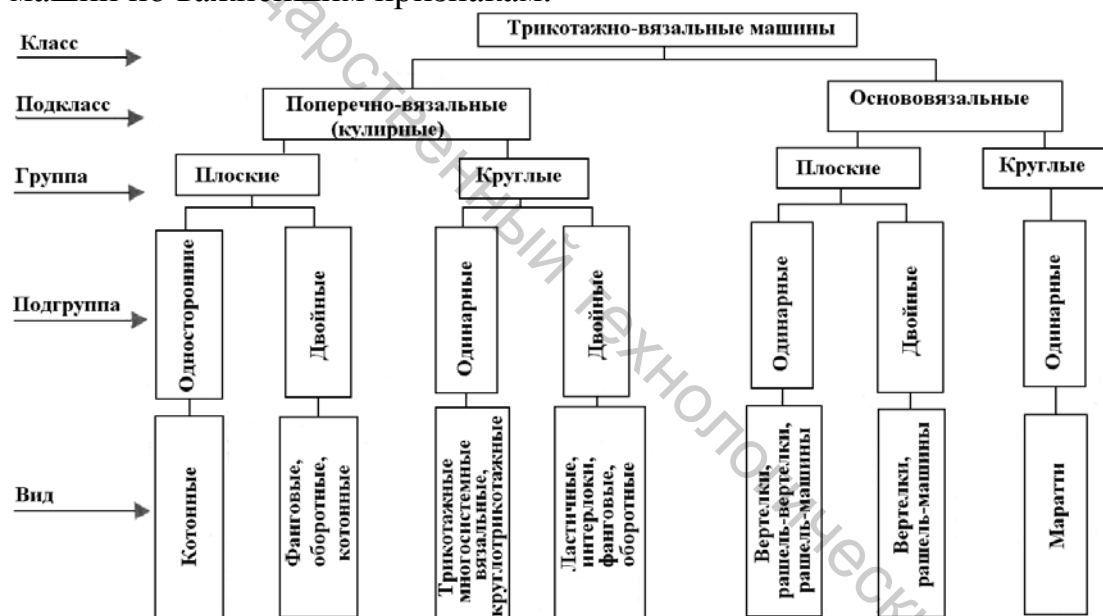 машин по важнейшим признакам.
Трикотажно-вязальные машины
Класс
Подкласс
Поперечно-вязальные
(кулирные)
Основовязальные
Группа
Плоские
Круглые
Плоские
Круглые
Подгруппа
Односторонние
Двойные
Одинарные
Двойные
Одинарные
Двойные
Одинарные
Вид
Котонные
Фанговые,
оборотные,
котонные
Трикотажные
многосистемные
вязальные,
круглотрикотажные
Ластичные,
интерлоки,
фанговые,
оборотные
Вертелки,
рашель-вертелки,
рашель-машины
Вертелки,
рашель-машины
Маратти
ственный технологический